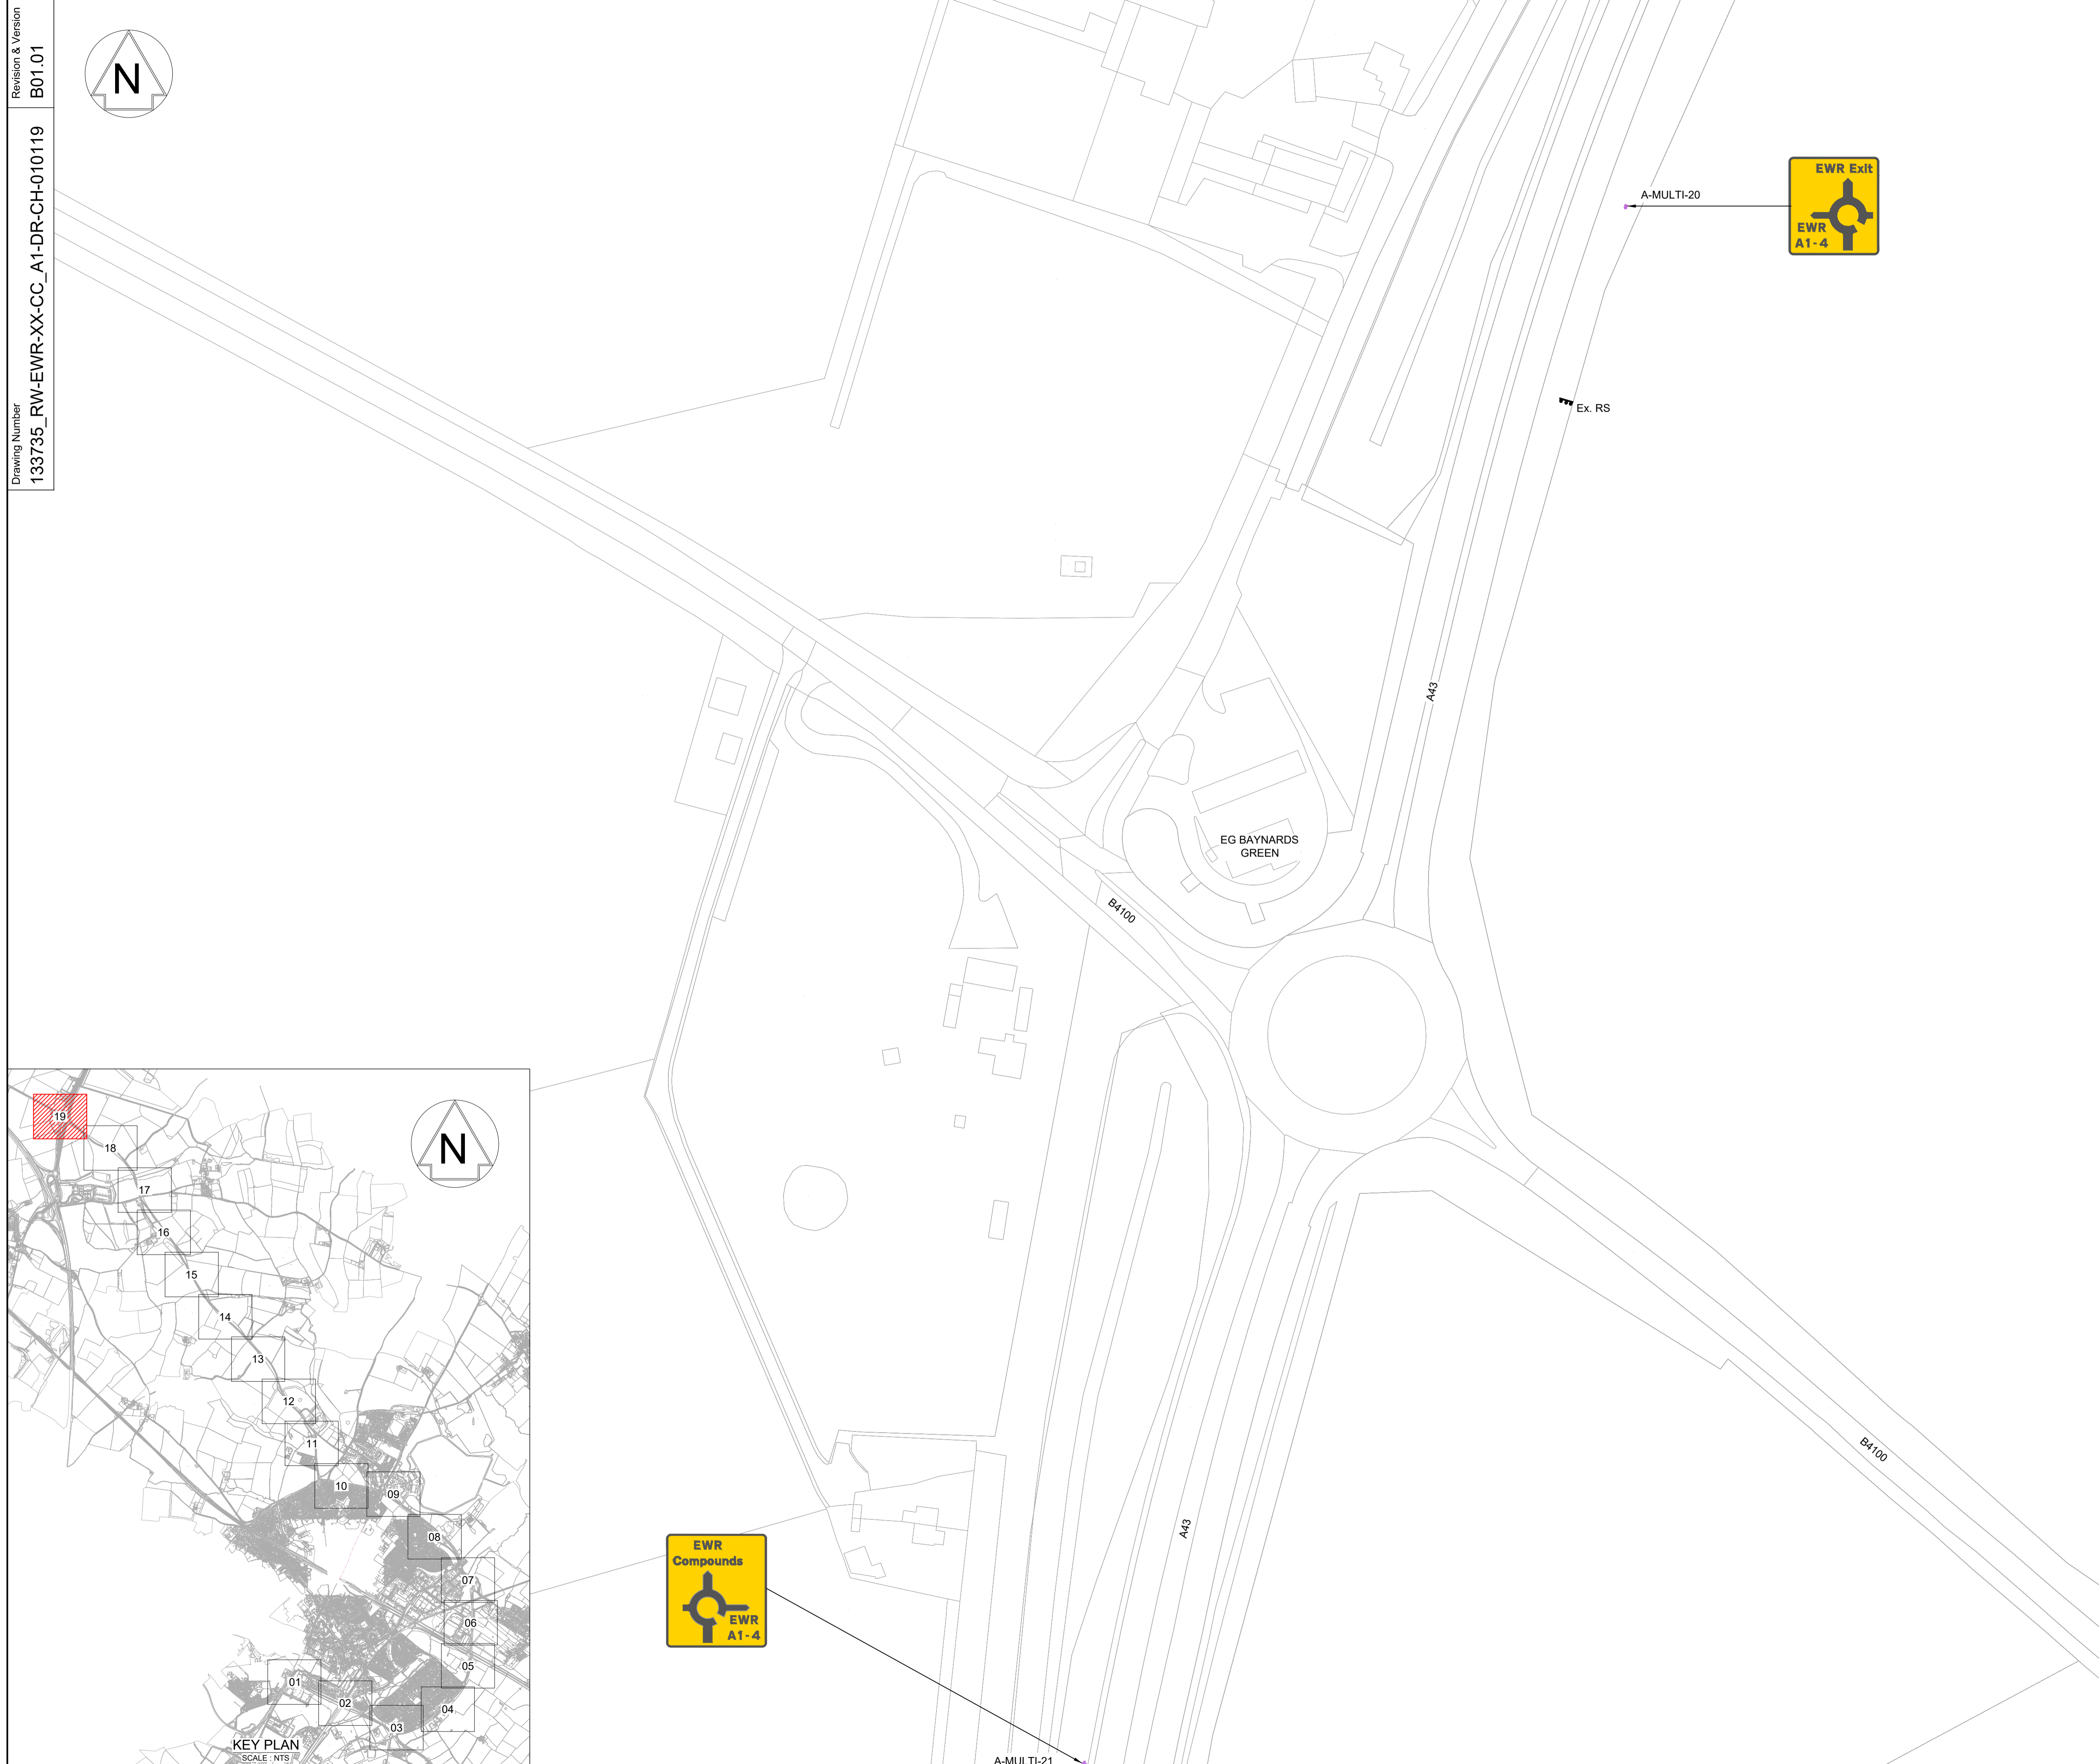 Revision & Version
B01.01
Drawing Number
133735_RW-EWR-XX-CC_A1-DR-CH-010119
N
EWR Exit
EWR
A1-4
A-MULTI-20
Ex. RS
A43
EG BAYNARDS
GREEN
B4100
B4100
A43
EWR
Compounds
EWR
A1-4
A-MULTI-21
N
19
18
17
16
15
14
13
12
11
10
09
08
07
06
05
04
03
02
01
KEY PLAN
SCALE : NTS